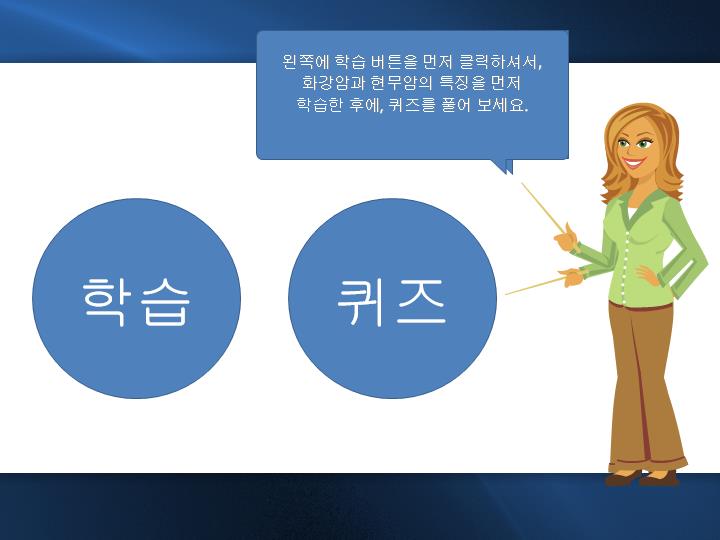 왼쪽에 학습 버튼을 먼저 클릭하셔서,
화강암과 현무암의 특징을 먼저
학습한 후에, 퀴즈를 풀어 보세요.
학습
퀴즈